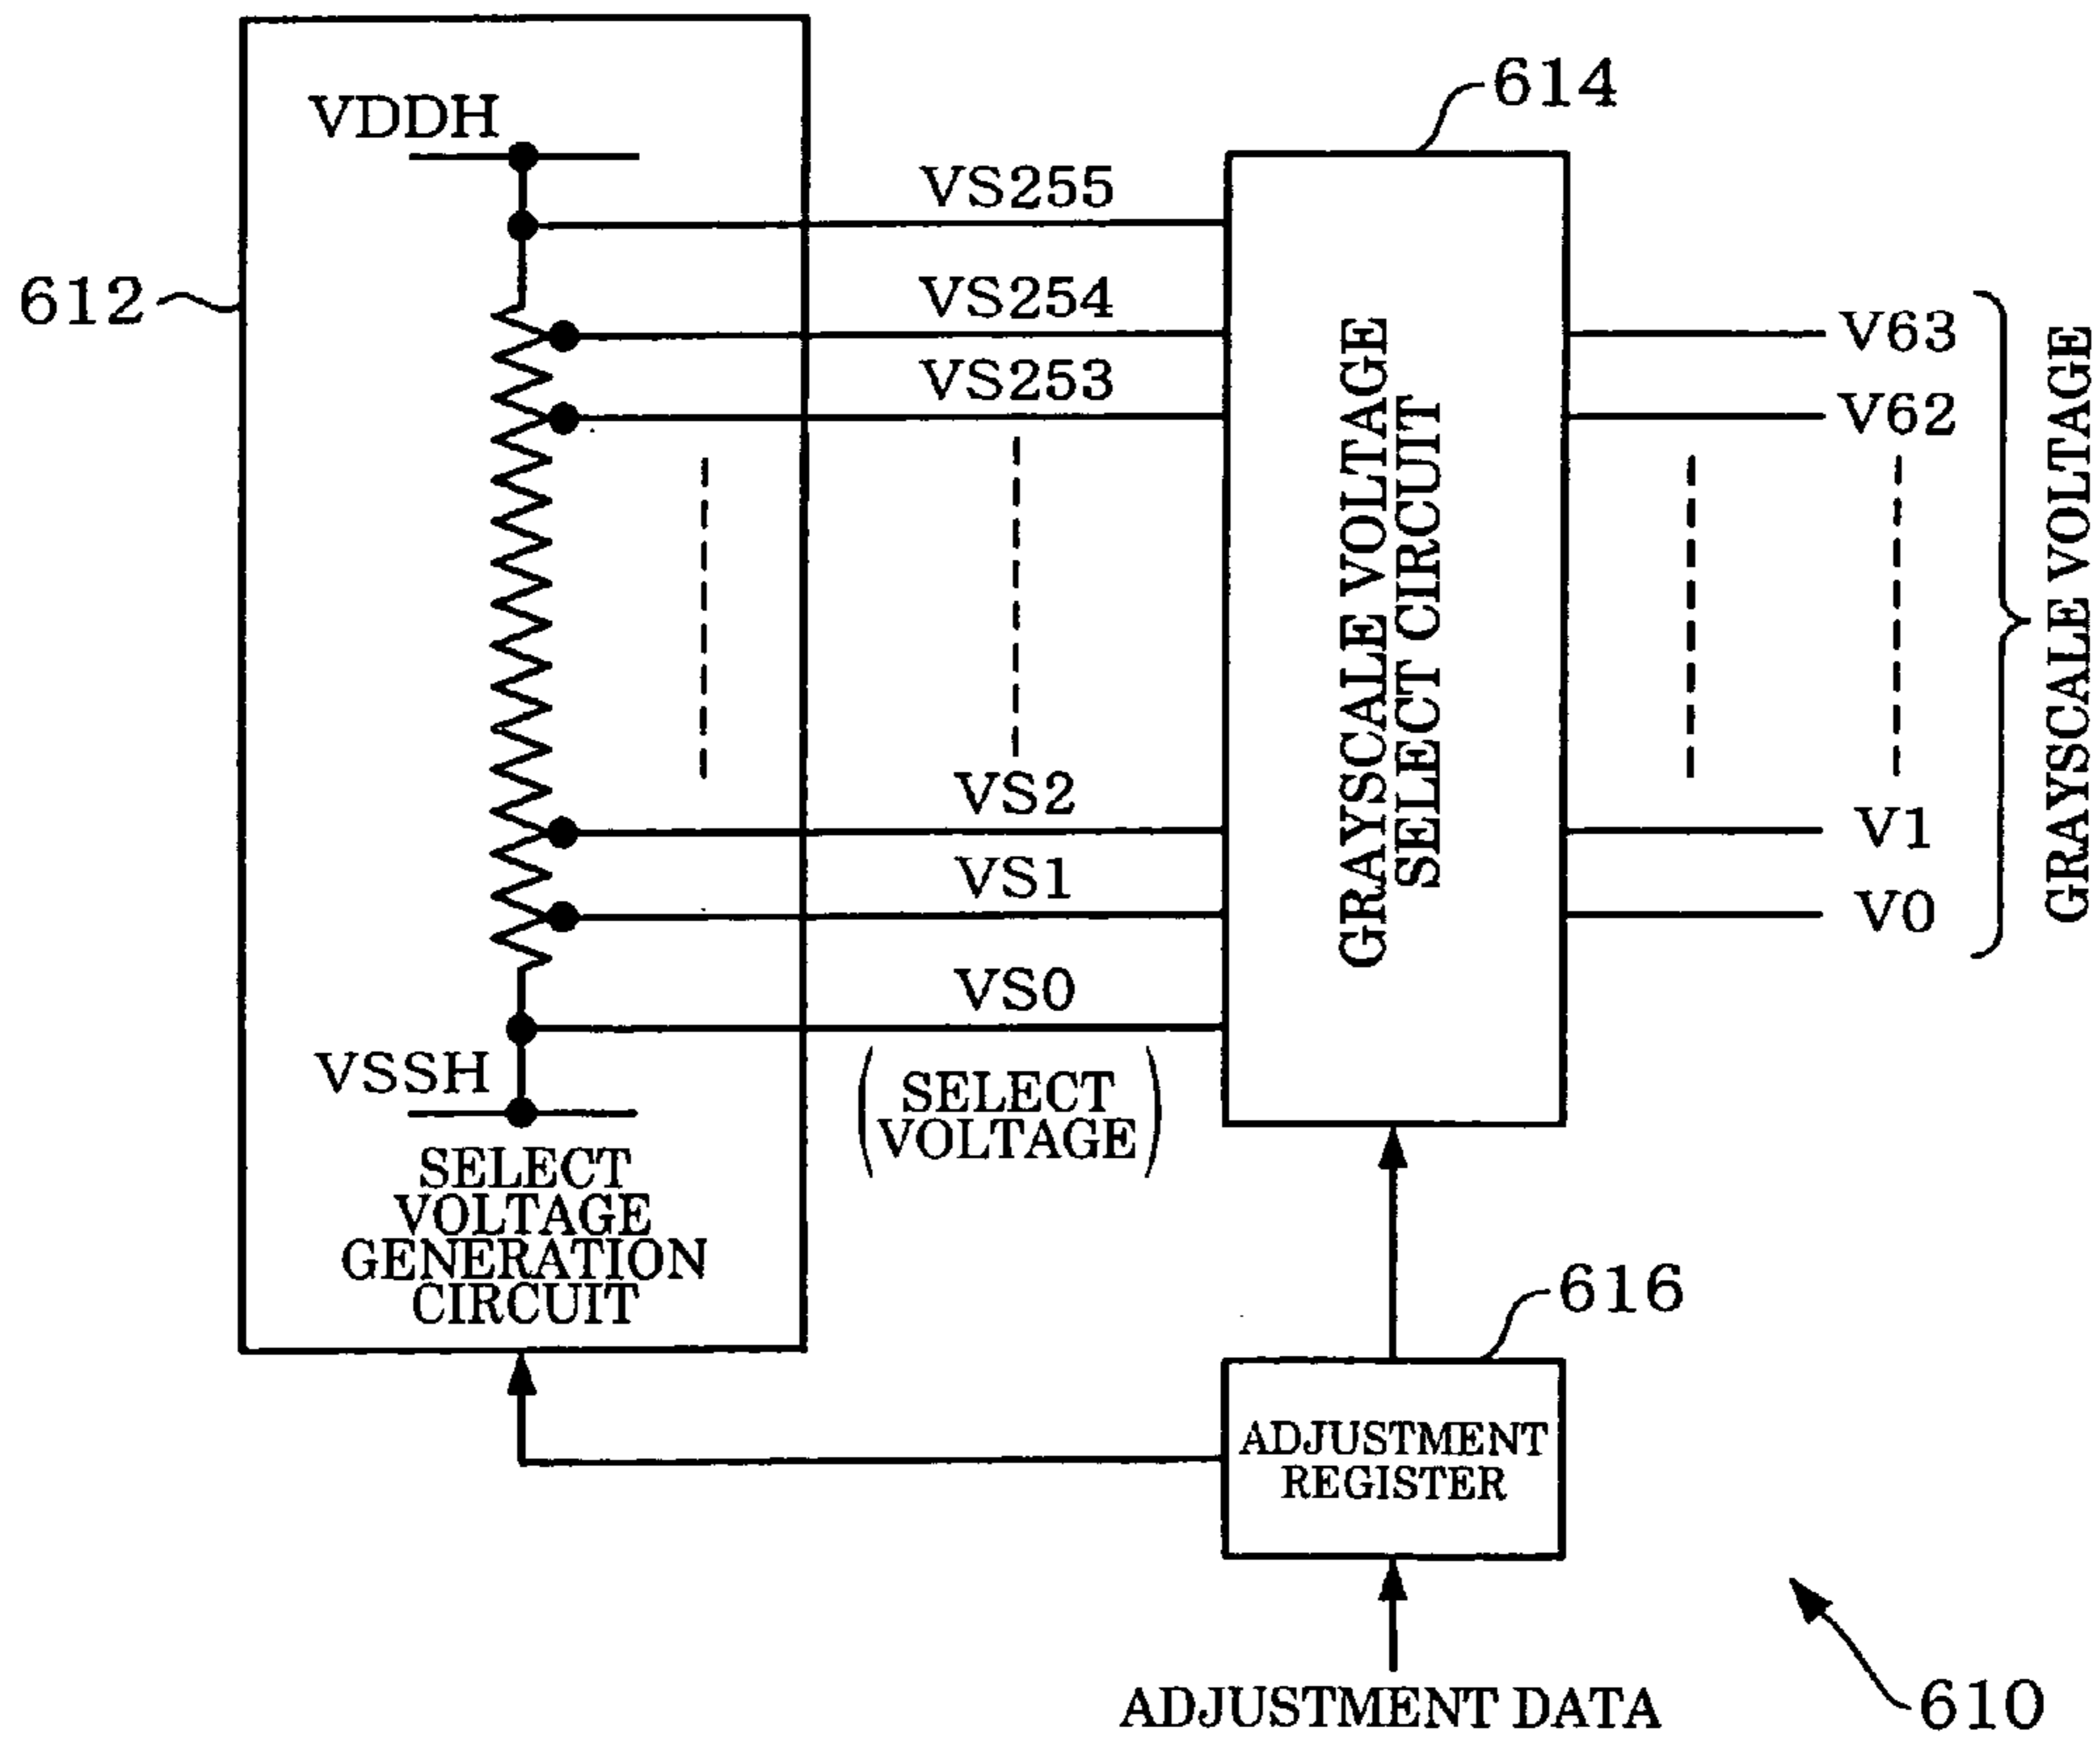 614
VDDH
VS255
612
VS254
VS253
V63
V62
GRAYSCALE VOLTAGE
SELECT CIRCUIT
GRAYSCALE VOLTAGE
VS2
VS1
VS0
V1
V0
(SELECT
VOLTAGE)
VSSH
SELECT
VOLTAGE
GENERATION
CIRCUIT
616
ADJUSTMENT
REGISTER
ADJUSTMENT DATA
610